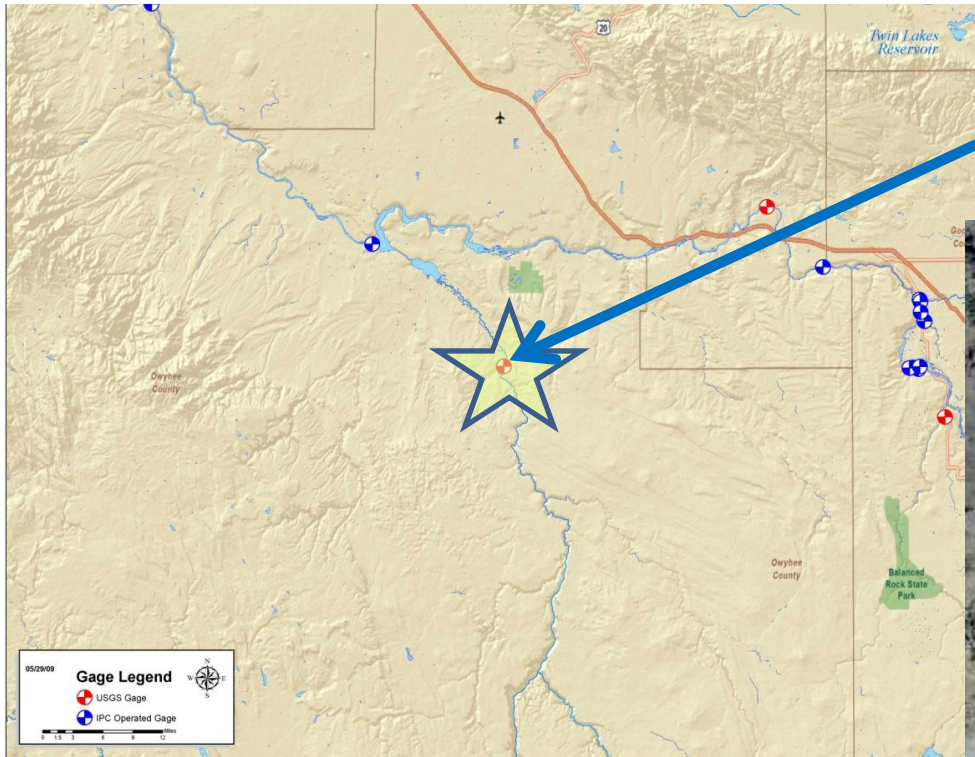 20
Twin Lakes
Reservoir
Owyhee
County
Owyhee
County
Balanced
Rock State
Park
05/29/09
Gage Legend
N
W
E
S
USGS Gage
IPC Operated Gage
Miles
0 1.5 3 6 9 12